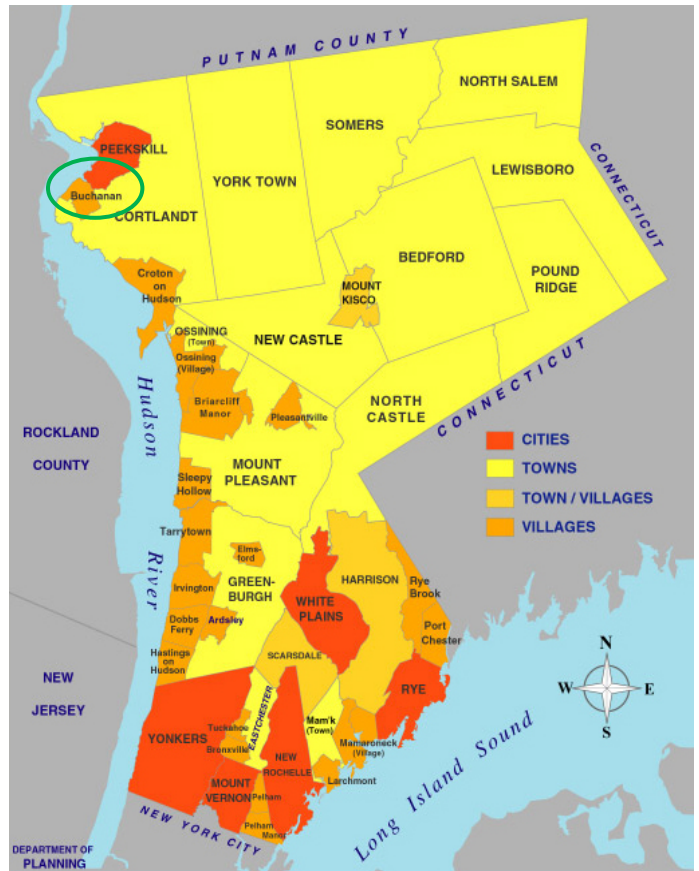 PUTNAM COUNTY
NORTH SALEM
SOMERS
PEEKSKILL
CONNECTICUT
LEWISBORO
YORK TOWN
Buchanan
CORTLANDT
BEDFORD
Croton
on
Hudson
MOUNT
KISCO
POUND
RIDGE
OSSINING
(Town)
NEW CASTLE
Ossining
(Village)
Hudson
Briarcliff
Manor
Pleasantville
NORTH
CASTLE
CONNECTICUT
ROCKLAND
COUNTY
CITIES
TOWNS
TOWN / VILLAGES
VILLAGES
MOUNT
PLEASANT
Sleepy
Hollow
Tarrytown
River
Elms-
ford
GREEN-
BURGH
HARRISON
Rye
Brook
Irvington
WHITE
PLAINS
Port
Chester
Dobbs
Ferry
Ardsley
Hastings
on
Hudson
SCARSDALE
N
W
E
S
NEW
JERSEY
RYE
EASTCHESTER
Mam'k
(Town)
YONKERS
Tuckahoe
Bronxville
NEW
ROCHELLE
Mamaroneck
(Village)
Long Island Sound
MOUNT
VERNON
Pelham
Larchmont
Pelham
Manor
NEW YORK CITY
DEPARTMENT OF
PLANNING